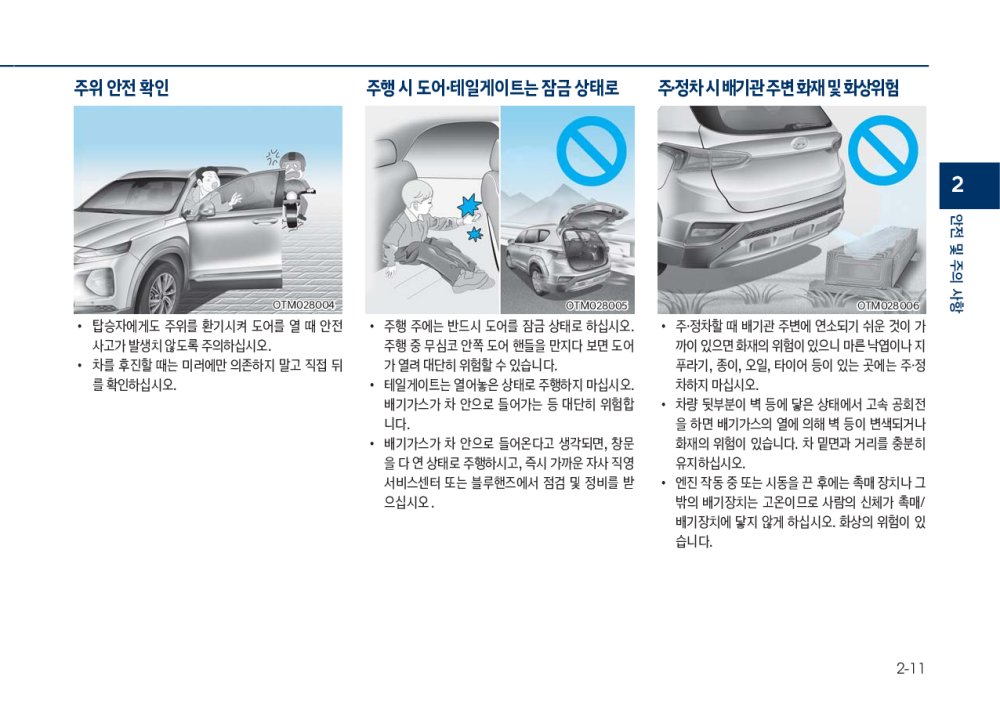 주위 안전 확인
OTM028004
• 탑승자에게도 주위를 환기시켜 도어를 열 때 안전
사고가 발생치 않도록 주의하십시오.
• 차를 후진할 때는 미러에만 의존하지 말고 직접 뒤
를 확인하십시오.
주행 시 도어·테일게이트는 잠금 상태로
OTM028005
• 주행 주에는 반드시 도어를 잠금 상태로 하십시오.
주행 중 무심코 안쪽 도어 핸들을 만지다 보면 도어
가 열려 대단히 위험할 수 있습니다.
• 테일게이트는 열어놓은 상태로 주행하지 마십시오.
배기가스가 차 안으로 들어가는 등 대단히 위험합
니다.
• 배기가스가 차 안으로 들어온다고 생각되면, 창문
을 다 연 상태로 주행하시고, 즉시 가까운 자사 직영
서비스센터 또는 블루핸즈에서 점검 및 정비를 받
으십시오 .
주·정차 시 배기관 주변 화재 및 화상위험
OTM028006
• 주·정차할 때 배기관 주변에 연소되기 쉬운 것이 가
까이 있으면 화재의 위험이 있으니 마른 낙엽이나 지
푸라기, 종이, 오일, 타이어 등이 있는 곳에는 주·정
차하지 마십시오.
• 차량 뒷부분이 벽 등에 닿은 상태에서 고속 공회전
을 하면 배기가스의 열에 의해 벽 등이 변색되거나
화재의 위험이 있습니다. 차 밑면과 거리를 충분히
유지하십시오.
• 엔진 작동 중 또는 시동을 끈 후에는 촉매 장치나 그
밖의 배기장치는 고온이므로 사람의 신체가 촉매/
배기장치에 닿지 않게 하십시오. 화상의 위험이 있
습니다.
2
안전 및 주의 사항
2-11